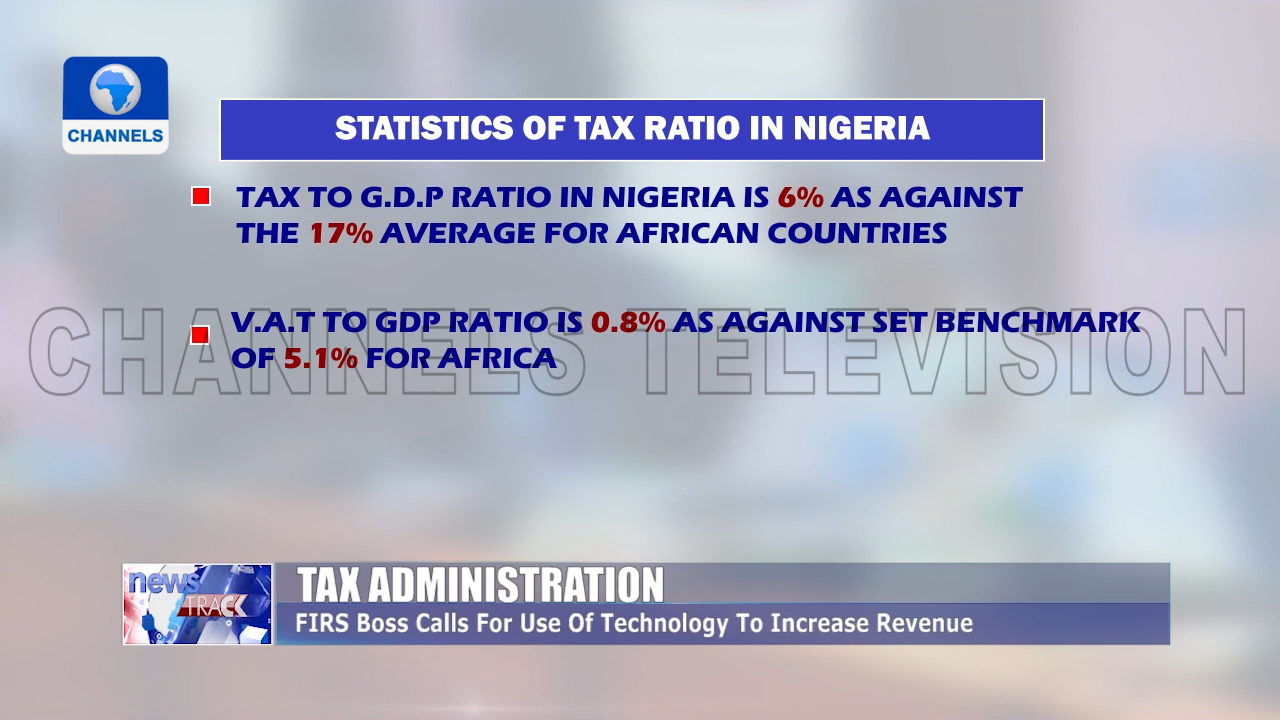 CHANNELS
STATISTICS OF TAX RATIO IN NIGERIA
TAX TO G.D.P RATIO IN NIGERIA IS 6% AS AGAINST
THE 17% AVERAGE FOR AFRICAN COUNTRIES
V.A.T TO GDP RATIO IS 0.8% AS AGAINST SET BENCHMARK
OF 5.1% FOR AFRICA
CHANNELS TELEVISION
news
TRACK
TAX ADMINISTRATION
FIRS Boss Calls For Use Of Technology To Increase Revenue